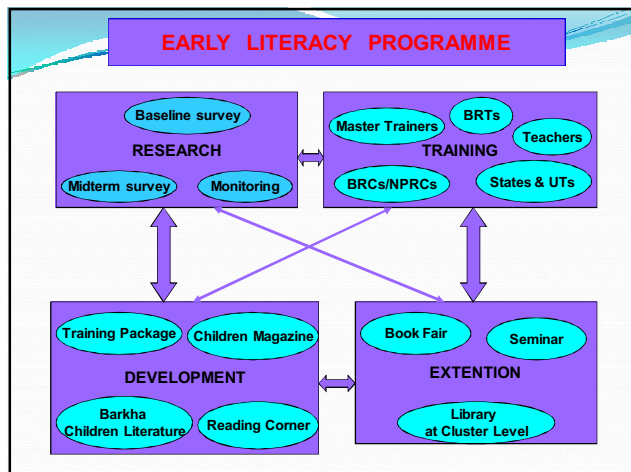 EARLY LITERACY PROGRAMME
Baseline survey
RESEARCH
Midterm survey
Monitoring
Master Trainers
BRTs
Teachers
TRAINING
BRCs/NPRCs
States & UTs
Training Package
Children Magazine
DEVELOPMENT
Barkha
Children Literature
Reading Corner
Book Fair
Seminar
EXTENTION
Library
at Cluster Level